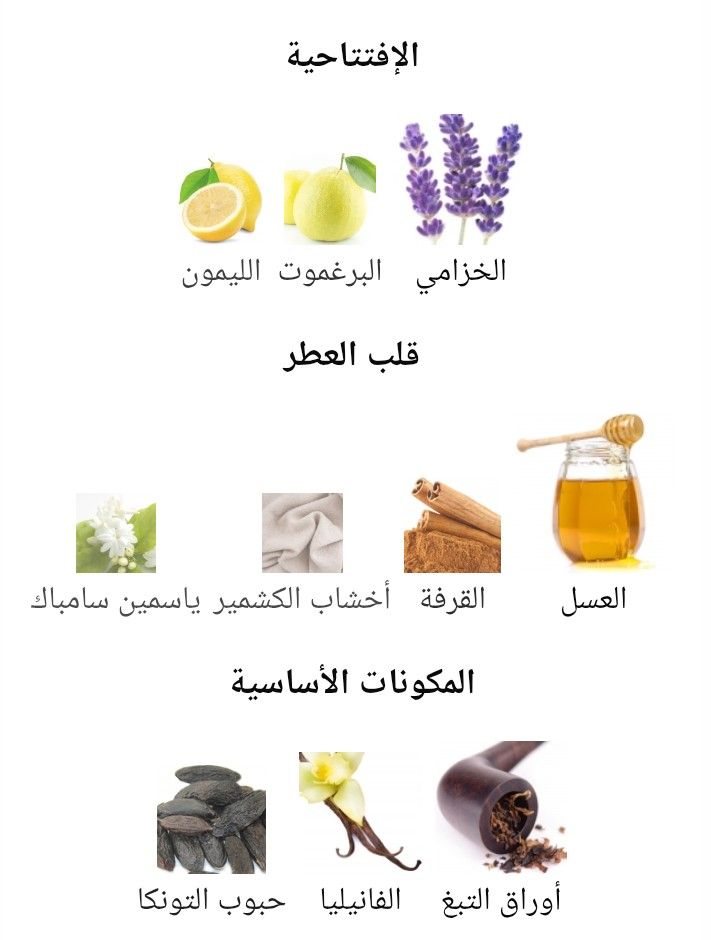 الإفتتاحية
الخزامي البرغموت الليمون
قلب العطر
العسل القرفة أخشاب الكشمير ياسمين سامباك
المكونات الأساسية
أوراق التبغ الفانيليا حبوب التونكا